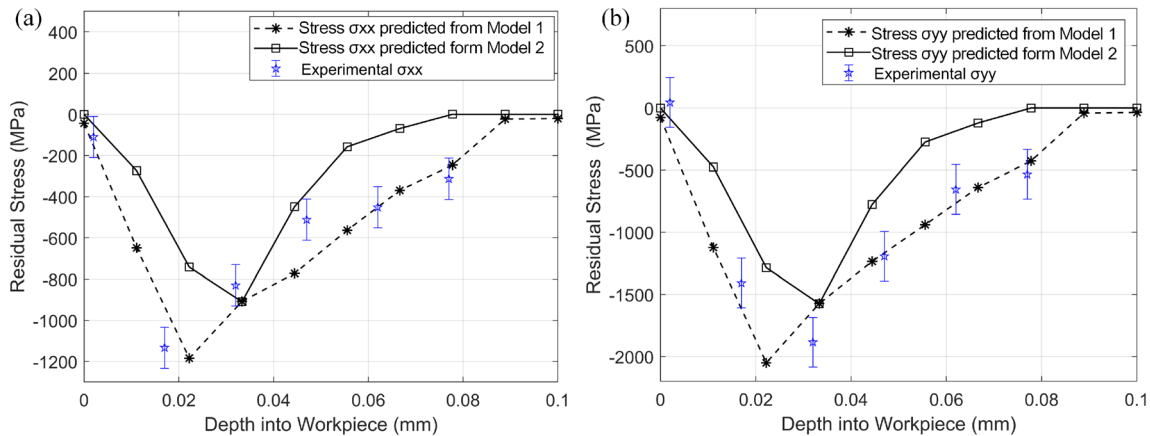 (a)
Stress σxx predicted from Model 1
Stress σxx predicted form Model 2
Experimental σxx
400
200
0
-200
-400
-600
-800
-1000
-1200
Residual Stress (MPa)
0 0.02 0.04 0.06 0.08 0.1
Depth into Workpiece (mm)
(b)
Stress σyy predicted from Model 1
Stress σyy predicted form Model 2
Experimental σyy
500
0
-500
-1000
-1500
-2000
Residual Stress (MPa)
0 0.02 0.04 0.06 0.08 0.1
Depth into Workpiece (mm)